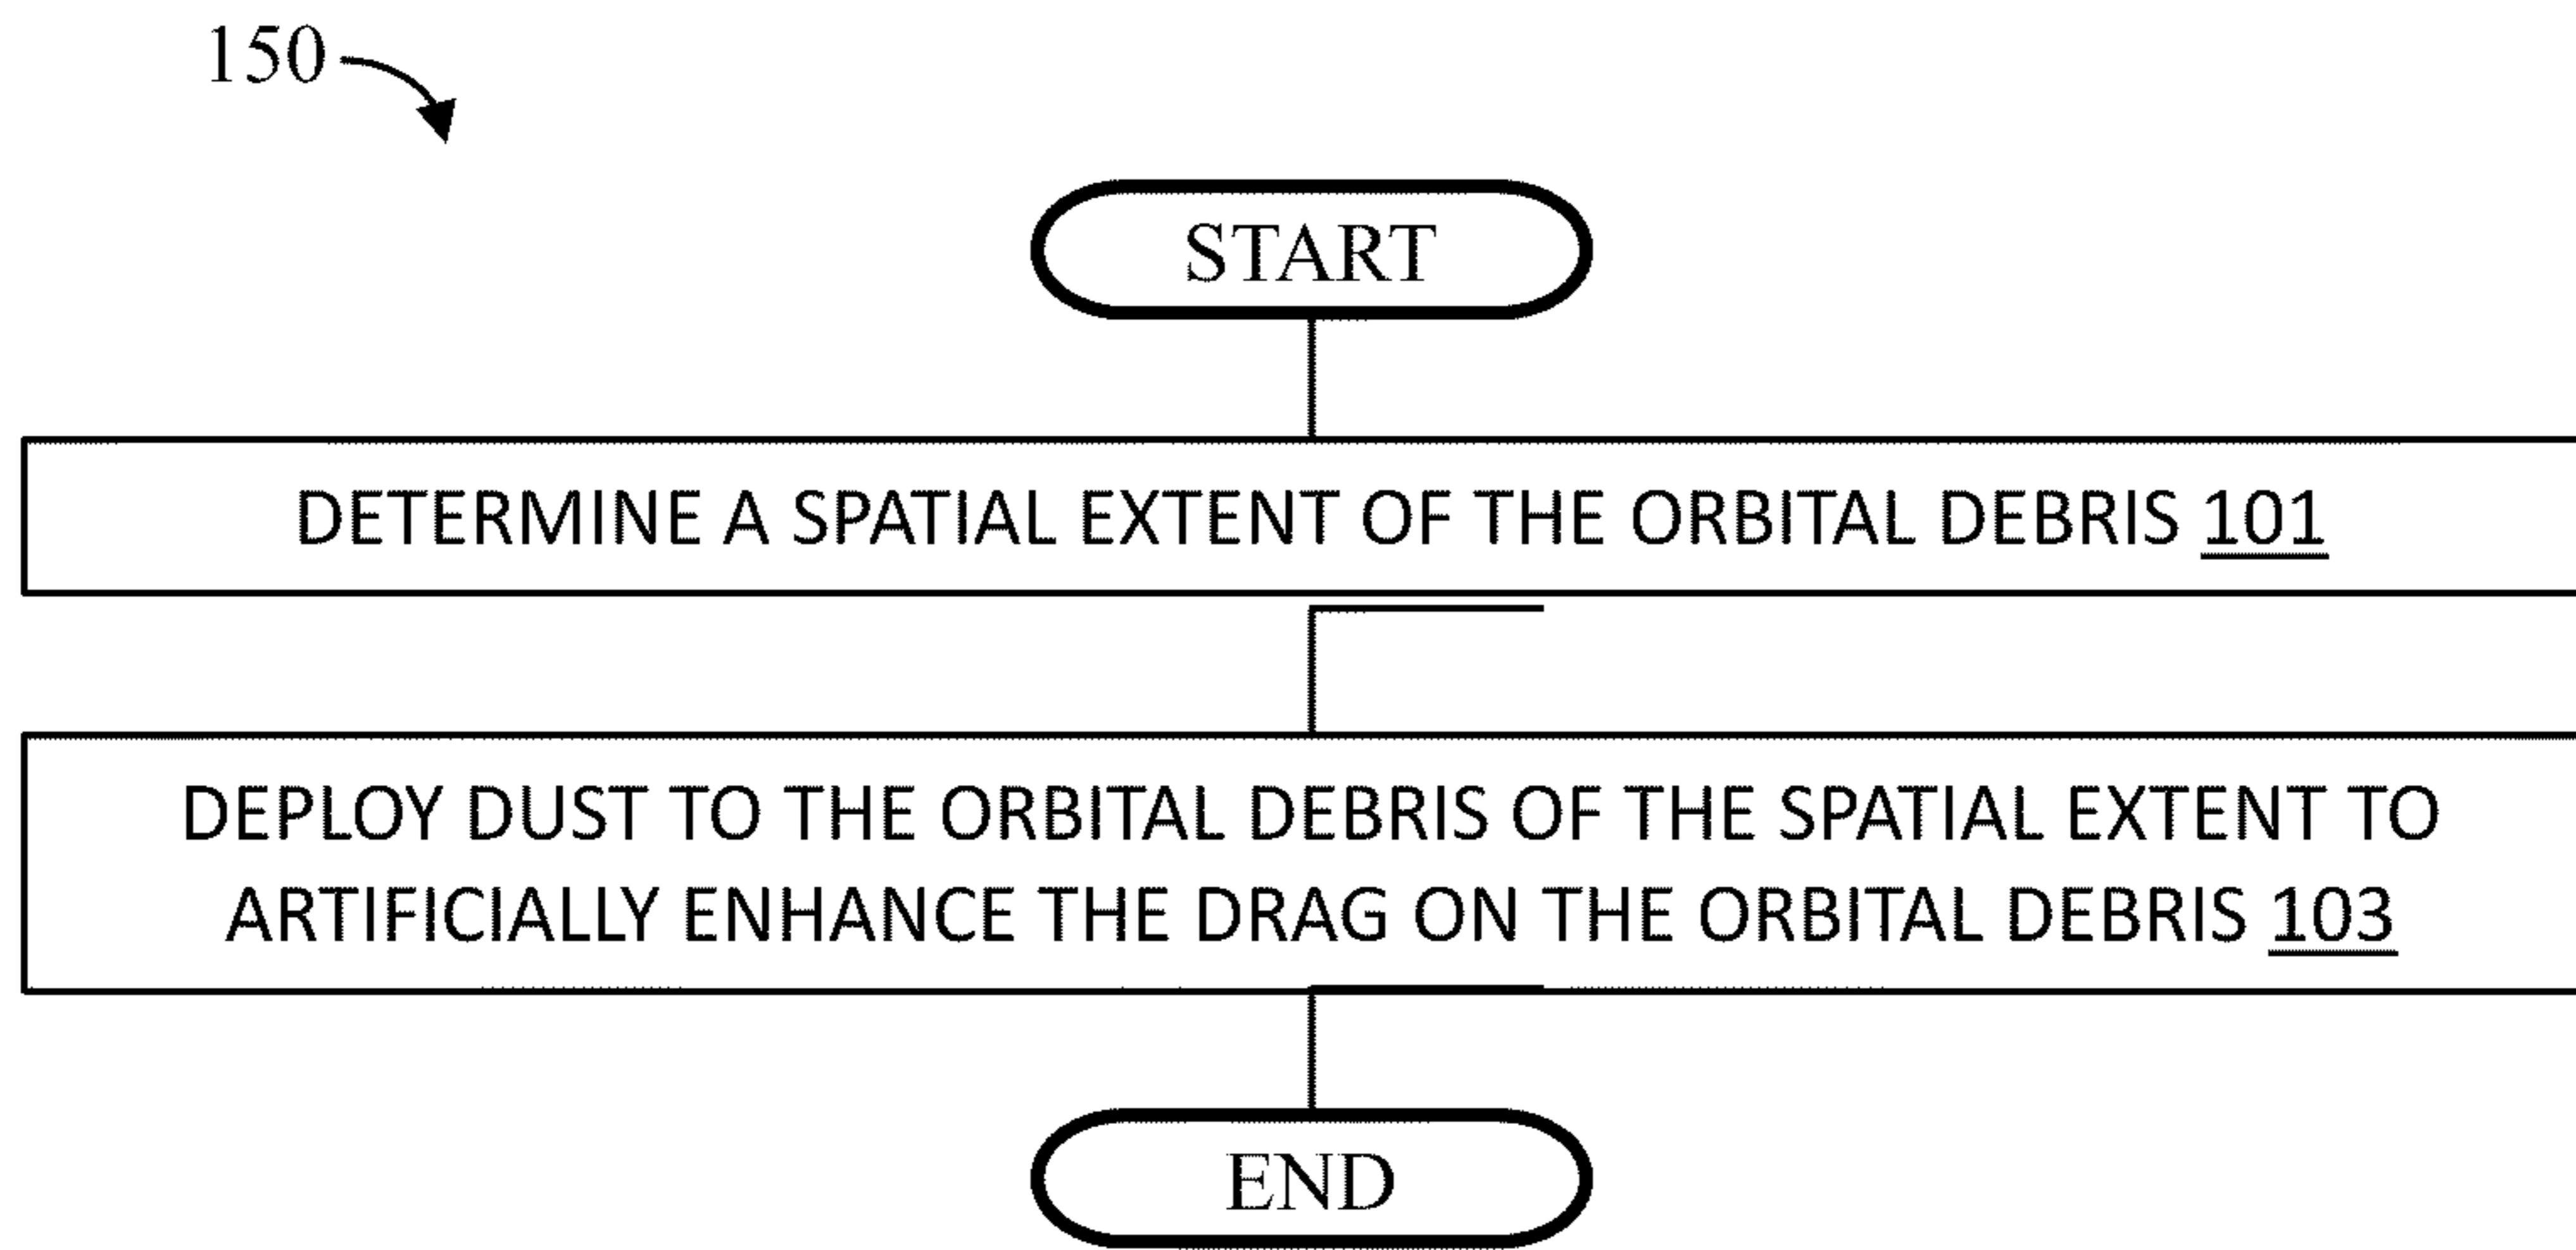 150
START
DETERMINE A SPATIAL EXTENT OF THE ORBITAL DEBRIS 101
DEPLOY DUST TO THE ORBITAL DEBRIS OF THE SPATIAL EXTENT TO
ARTIFICIALLY ENHANCE THE DRAG ON THE ORBITAL DEBRIS 103
END